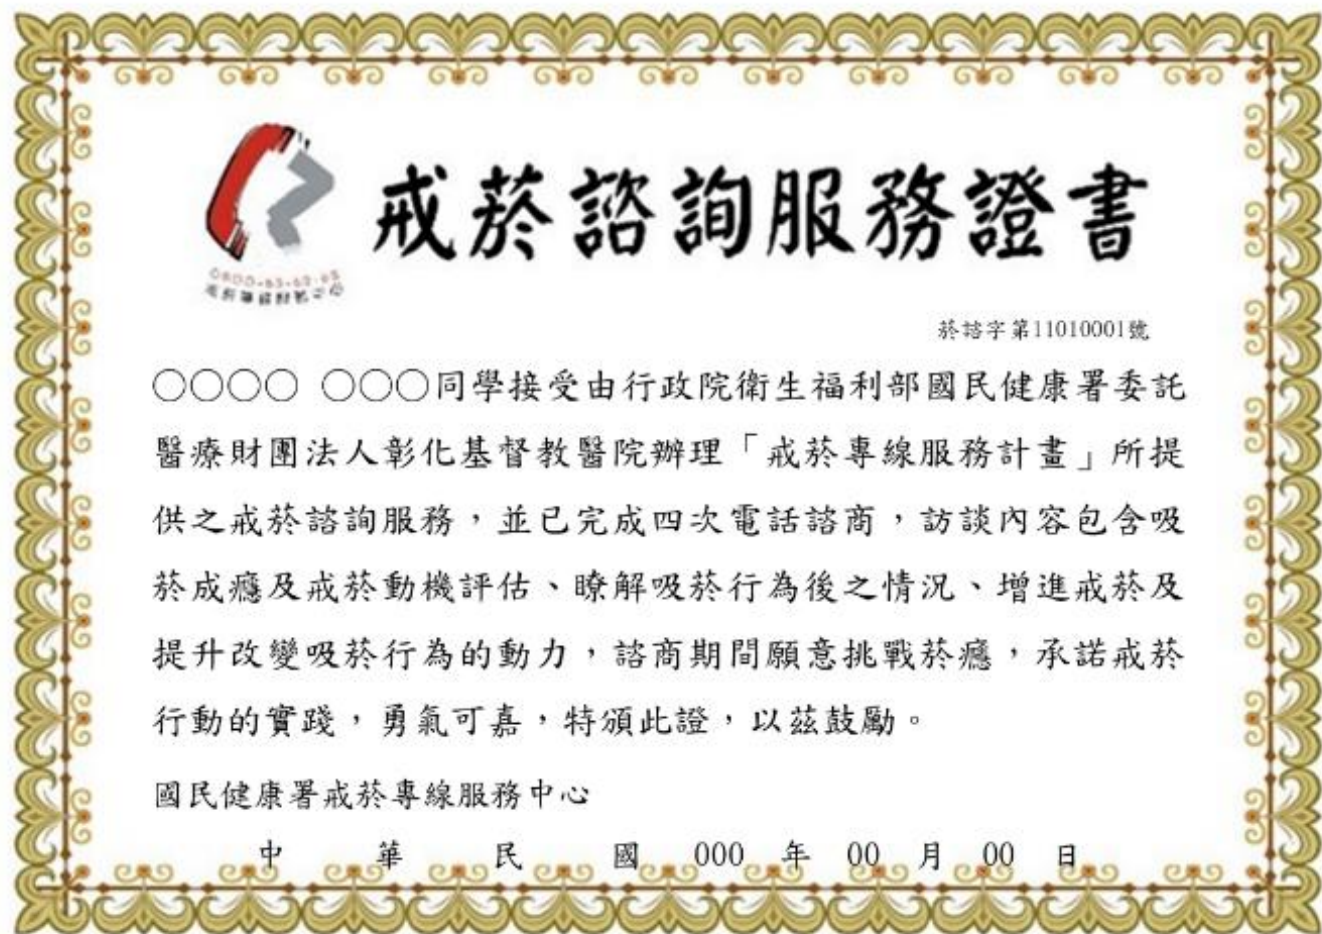 戒菸諮詢服務證書
0800-63-63-63
菸諮字第11010001號
○○○○ ○○○同學接受由行政院衛生福利部國民健康署委託
醫療財團法人彰化基督教醫院辦理「戒菸專線服務計畫」所提
供之戒菸諮詢服務，並已完成四次電話諮商，訪談內容包含吸
菸成癮及戒菸動機評估、瞭解吸菸行為後之情況、增進戒菸及
提升改變吸菸行為的動力，諮商期間願意挑戰菸癮，承諾戒菸
行動的實踐，勇氣可嘉，特頒此證，以茲鼓勵。
國民健康署戒菸專線服務中心
中 華 民 國 000 年 00 月 00 日